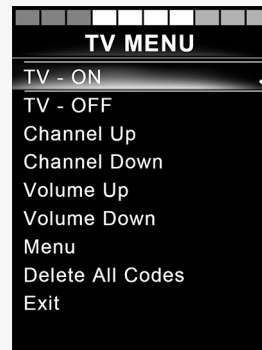 TV MENU
TV - ON
TV - OFF
Channel Up
Channel Down
Volume Up
Volume Down
Menu
Delete All Codes
Exit